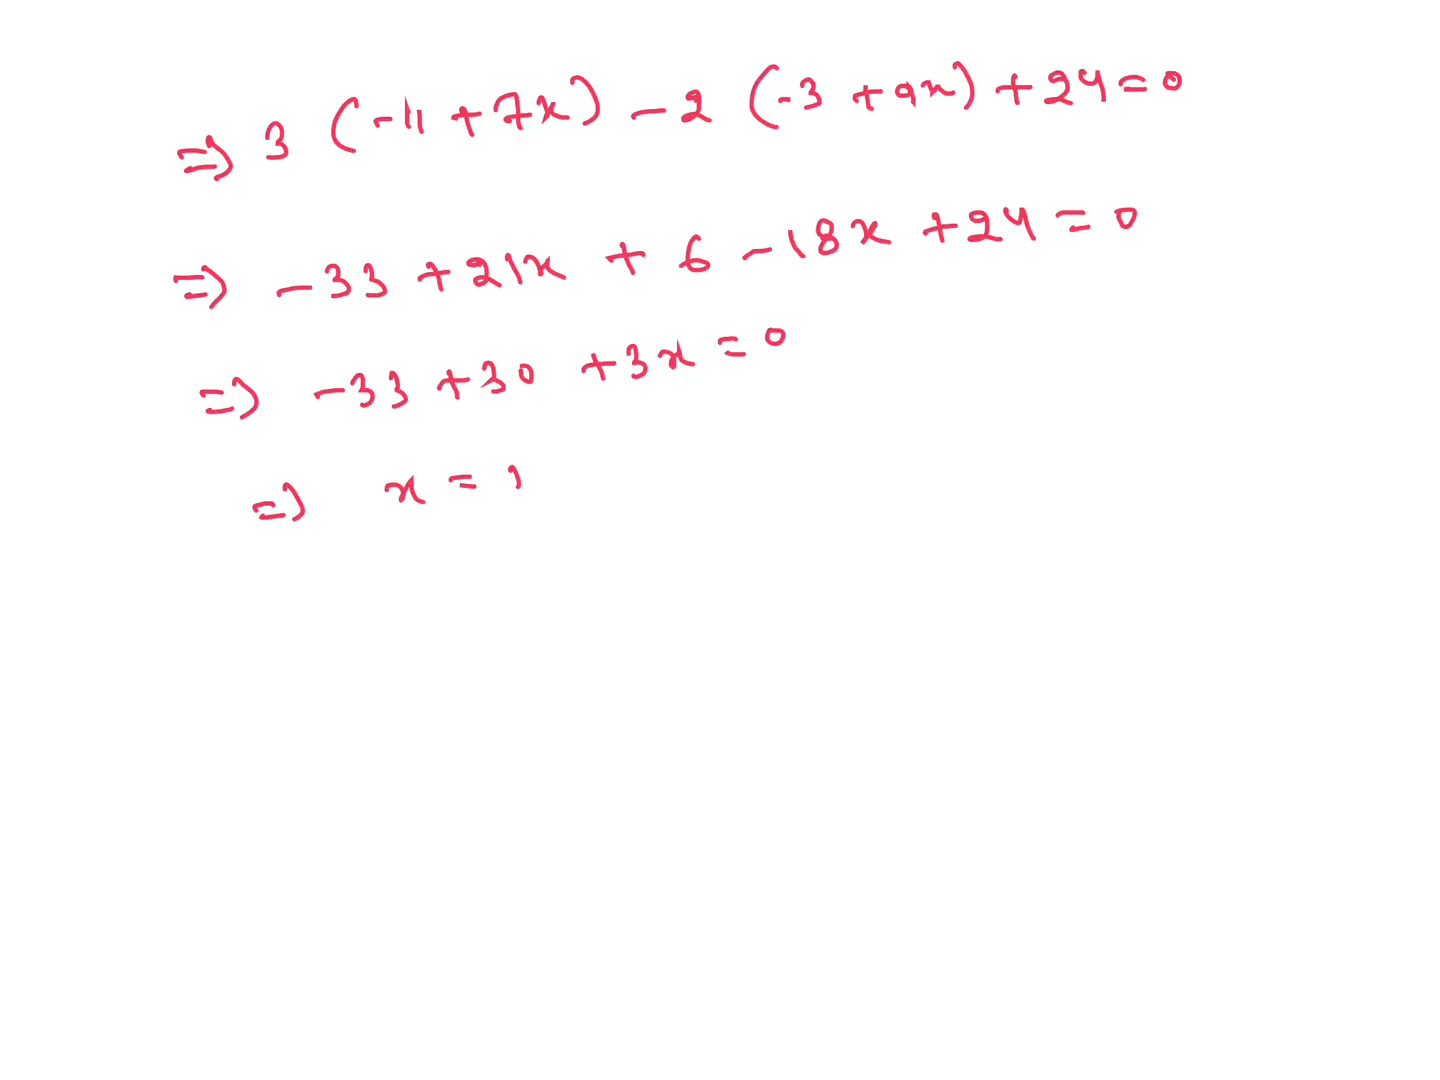 ⇒ 3 (-11 + 7x) - 2 (-3 + 9x) + 24 = 0
⇒ -33 + 21x + 6 - 18x + 24 = 0
⇒ -33 + 30 + 3x = 0
⇒ x = 1